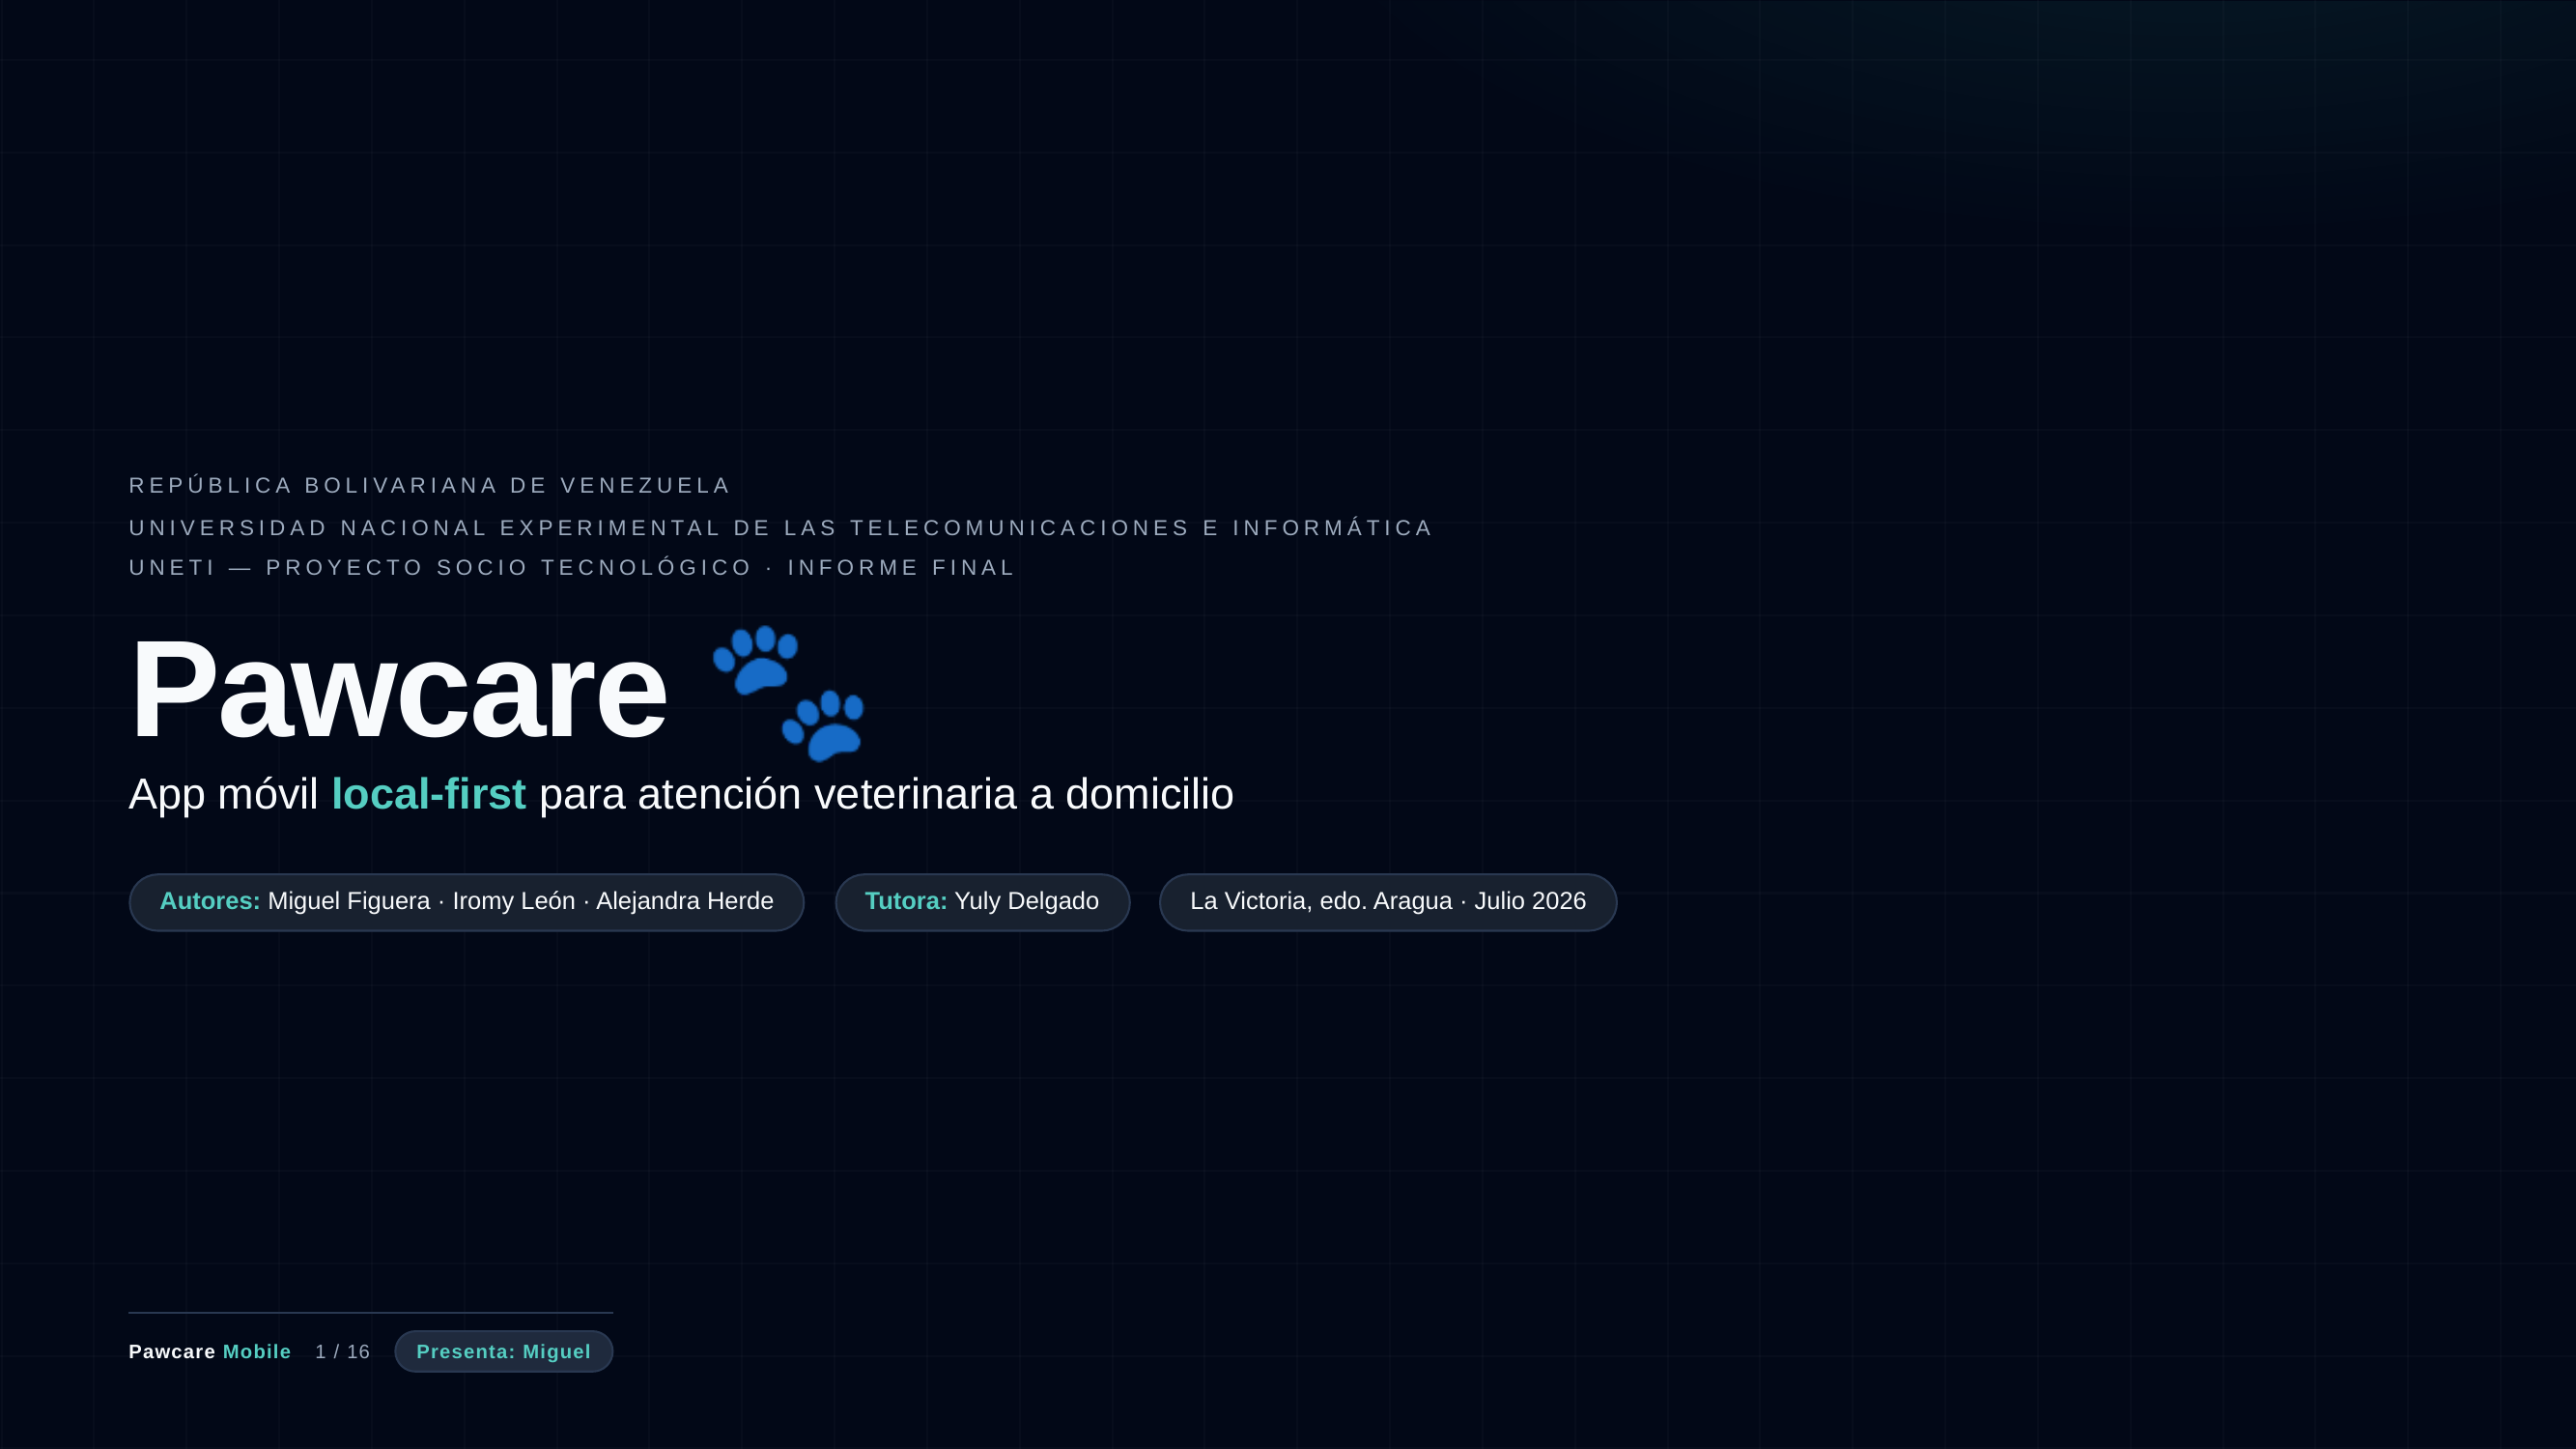 REPÚBLICA BOLIVARIANA DE VENEZUELA
UNIVERSIDAD NACIONAL EXPERIMENTAL DE LAS TELECOMUNICACIONES E INFORMÁTICA
UNETI — PROYECTO SOCIO TECNOLÓGICO · INFORME FINAL
Pawcare 🐾
App móvil local-first para atención veterinaria a domicilio
Autores: Miguel Figuera · Iromy León · Alejandra Herde
Tutora: Yuly Delgado
La Victoria, edo. Aragua · Julio 2026
Pawcare Mobile 1 / 16 Presenta: Miguel